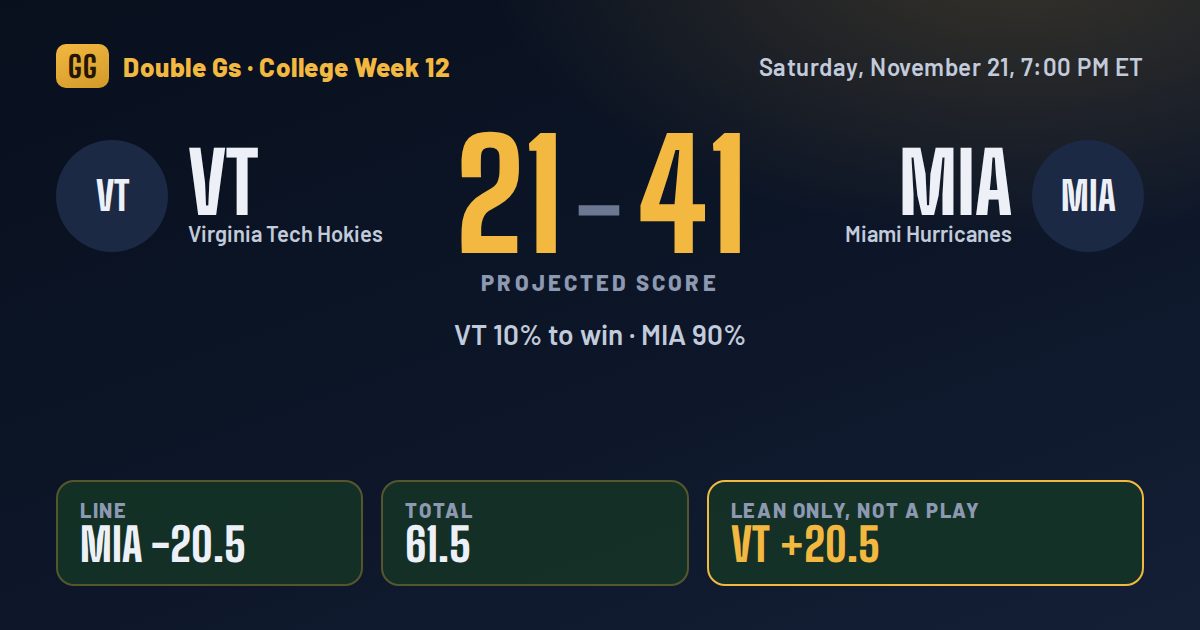 GG Double Gs · College Week 12
Saturday, November 21, 7:00 PM ET
VT
VT
Virginia Tech Hokies
21 – 41
PROJECTED SCORE
VT 10% to win · MIA 90%
MIA
Miami Hurricanes
MIA
LINE
MIA −20.5
TOTAL
61.5
LEAN ONLY, NOT A PLAY
VT +20.5